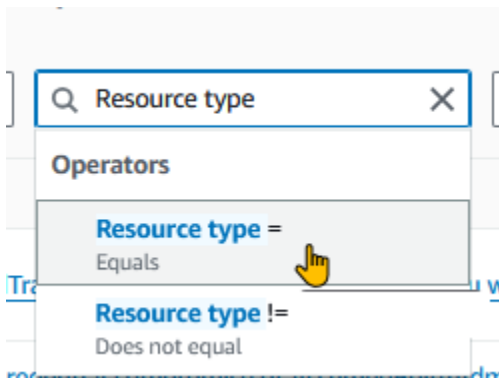 Resource type
Operators
Resource type =
Equals
Resource type !=
Does not equal